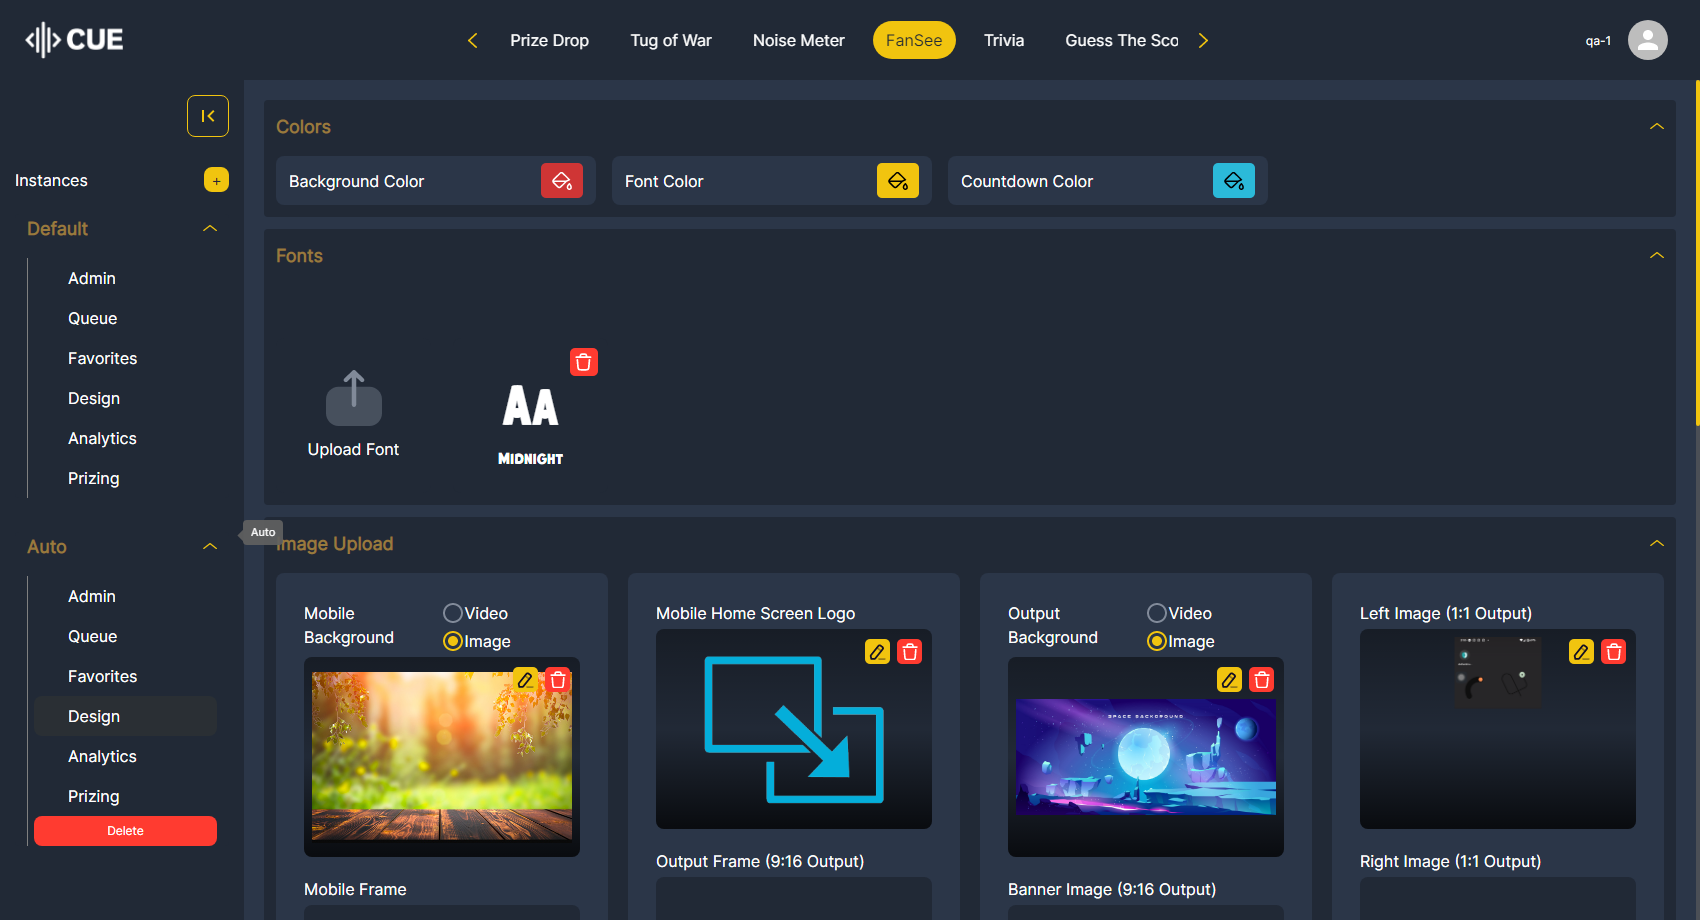 CUE
Prize Drop
Tug of War
Noise Meter
FanSee
Trivia
Guess The Sco
qa-1
Instances
+
Default
Admin
Queue
Favorites
Design
Analytics
Prizing
Auto
Admin
Queue
Favorites
Design
Analytics
Prizing
Delete
Auto
Colors
Background Color
Font Color
Countdown Color
Fonts
Upload Font
AA
MIDNIGHT
Image Upload
Mobile
Background
Video
Image
Mobile Frame
Mobile Home Screen Logo
Output Frame (9:16 Output)
Output
Background
Video
Image
SPACE BACKGROUND
Banner Image (9:16 Output)
Left Image (1:1 Output)
Right Image (1:1 Output)